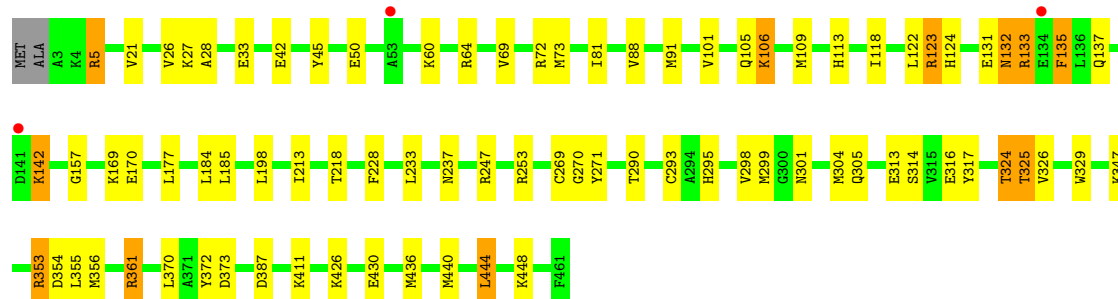 MET ALA A3 K4 R5 V21 V26 K27 A28 E33 E42 Y45 E50 A53 K60 R64 V69 R72 M73 I81 V88 M91 V101 Q105 K106 M109 H113 I118 L122 R123 H124 E131 N132 R133 E134 F135 L136 Q137
D141 K142 G157 K169 E170 L177 L184 L185 L198 I213 T218 F228 L233 N237 R247 R253 C269 G270 Y271 T290 C293 A294 H295 V298 M299 G300 N301 M304 Q305 E313 S314 V315 E316 Y317 T324 T325 V326 W329 K347
R353 D354 L355 M356 R361 L370 A371 Y372 D373 D387 K411 K426 E430 M436 M440 L444 K448 F461